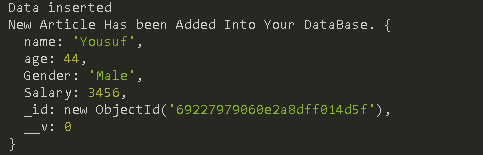 Data inserted
New Article Has been Added Into Your DataBase. {
  name: 'Yousuf',
  age: 44,
  Gender: 'Male',
  Salary: 3456,
  _id: new ObjectId('69227979060e2a8dff014d5f'),
  __v: 0
}